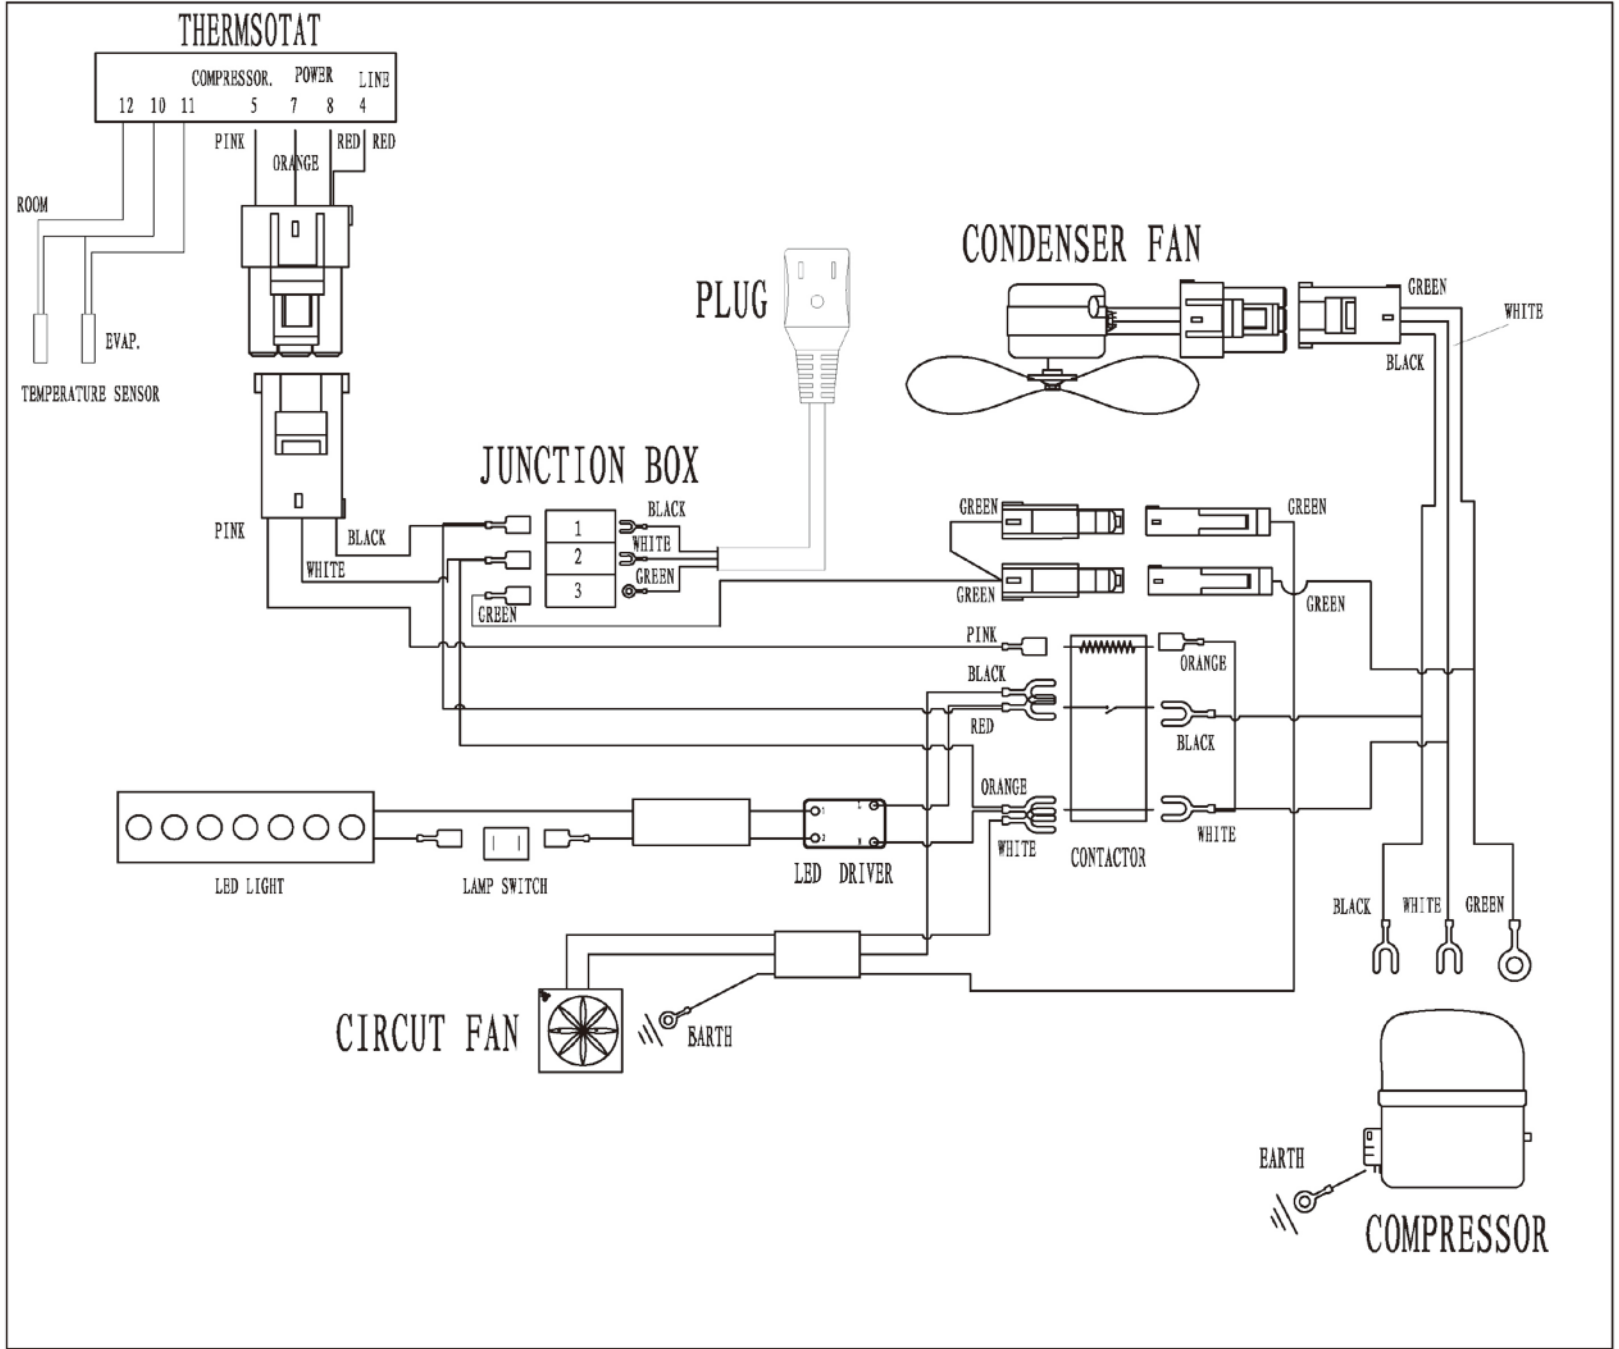 THERMSOTAT
COMPRESSOR. POWER LINE
12 10 11 5 7 8 4
PINK ORANGE RED RED
ROOM
EVAP.
TEMPERATURE SENSOR
PLUG
CONDENSER FAN
GREEN
WHITE
BLACK
JUNCTION BOX
PINK
BLACK
WHITE
1
2
3
BLACK
WHITE
GREEN
GREEN
GREEN
GREEN
GREEN
GREEN
PINK
ORANGE
BLACK
RED
BLACK
ORANGE
WHITE
WHITE
CONTACTOR
1 L
2 N
LED LIGHT
LAMP SWITCH
LED DRIVER
BLACK WHITE GREEN
CIRCUT FAN
EARTH
EARTH
COMPRESSOR